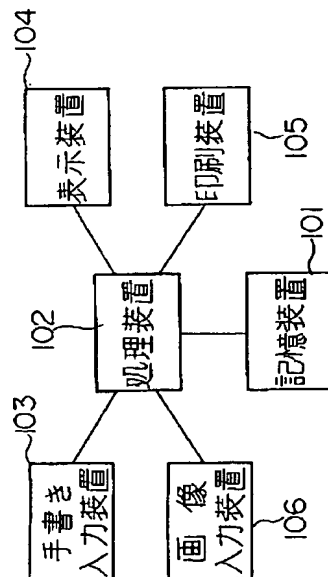 103
手書き
入力装置
102
処理装置
104
表示装置
画像
入力装置
106
記憶装置
101
印刷装置
105